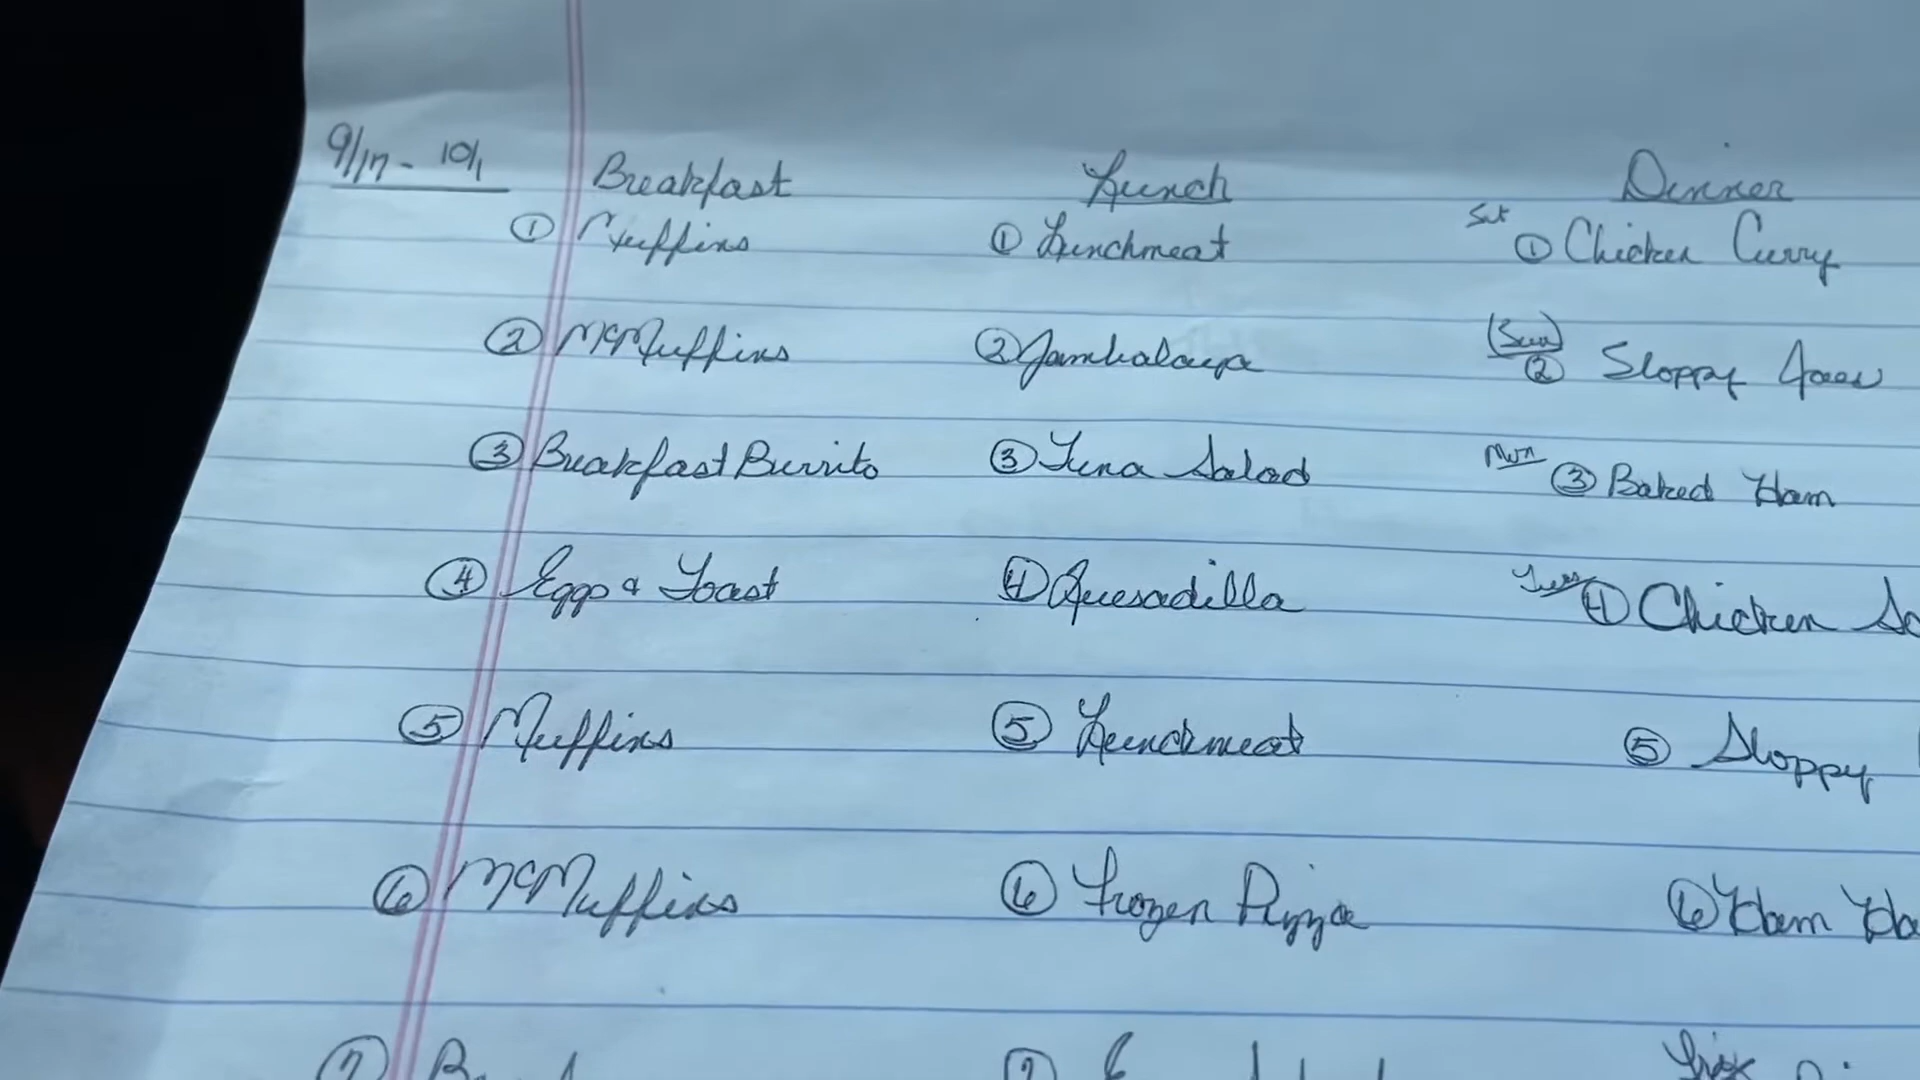 9/17 - 10/1 Breakfast Lunch Dinner
① Muffins ① Lunchmeat Sat ① Chicken Curry
② McMuffins ② Jambalaya (Sun) ② Sloppy Joes
③ Breakfast Burrito ③ Tuna Salad Mon ③ Baked Ham
④ Eggs & Toast ④ Quesadilla Tues ④ Chicken
⑤ Muffins ⑤ Lunchmeat ⑤ Sloppy
⑥ McMuffins ⑥ Frozen Pizza ⑥ Ham
⑦ ⑦